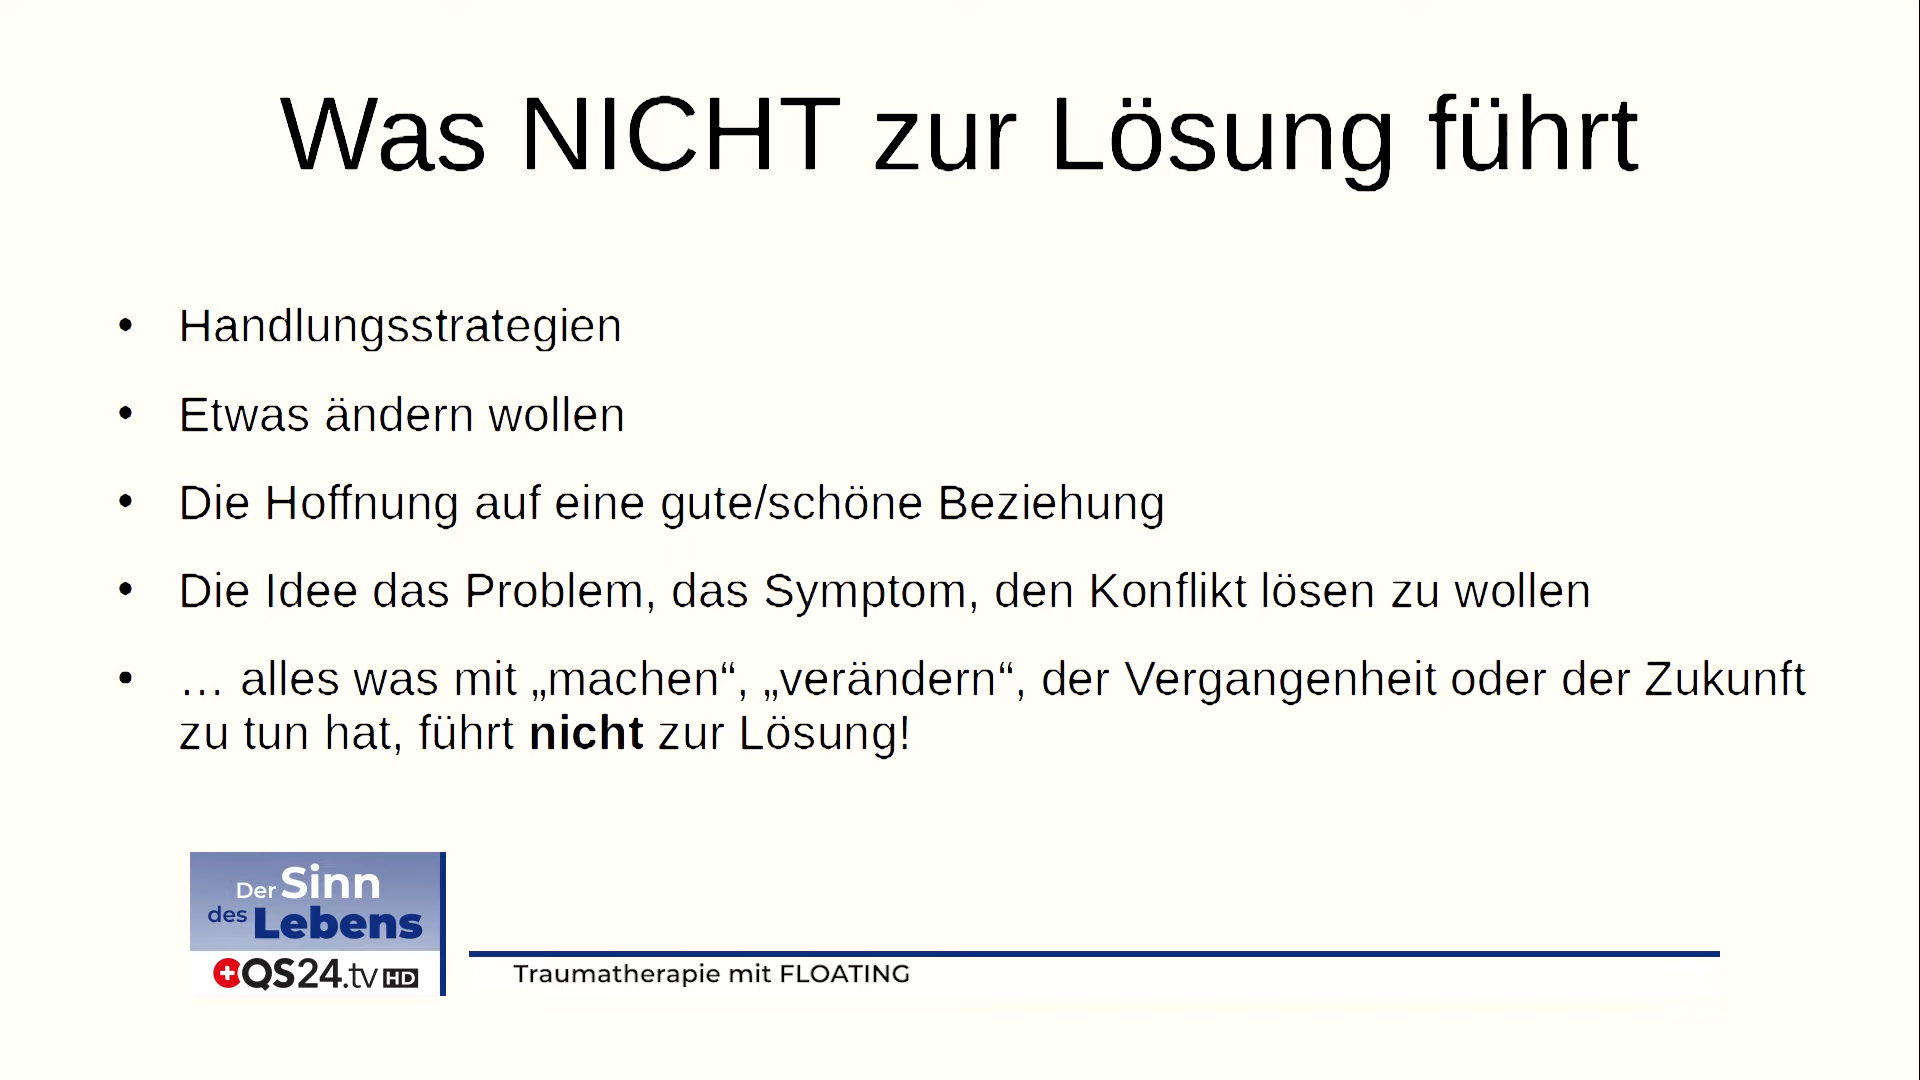 Was NICHT zur Lösung führt
• Handlungsstrategien
• Etwas ändern wollen
• Die Hoffnung auf eine gute/schöne Beziehung
• Die Idee das Problem, das Symptom, den Konflikt lösen zu wollen
• … alles was mit „machen“, „verändern“, der Vergangenheit oder der Zukunft
zu tun hat, führt nicht zur Lösung!
Der Sinn
des Lebens
QS24.tv HD
Traumatherapie mit FLOATING